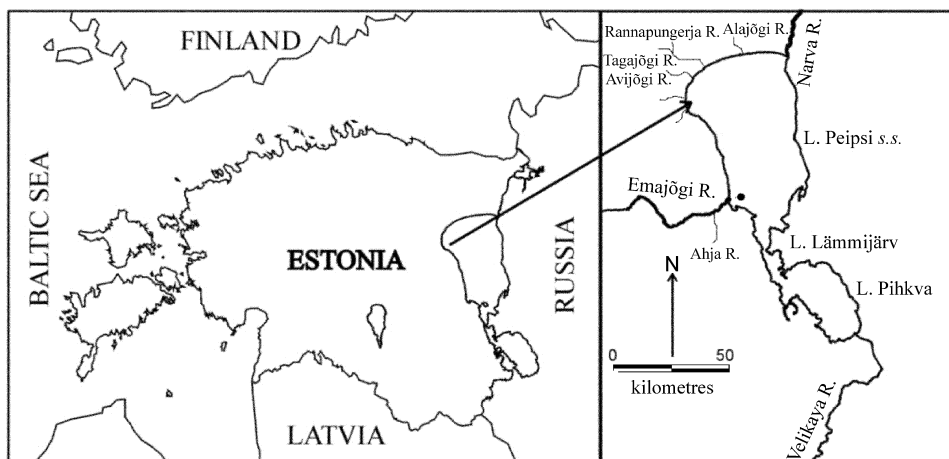 FINLAND
BALTIC SEA
ESTONIA
RUSSIA
LATVIA
Rannapungerja R.
Alajõgi R.
Tagajõgi R.
Avijõgi R.
Narva R.
L. Peipsi s.s.
Emajõgi R.
Ahja R.
L. Lämmijärv
L. Pihkva
N
0 50
kilometres
Velikaya R.